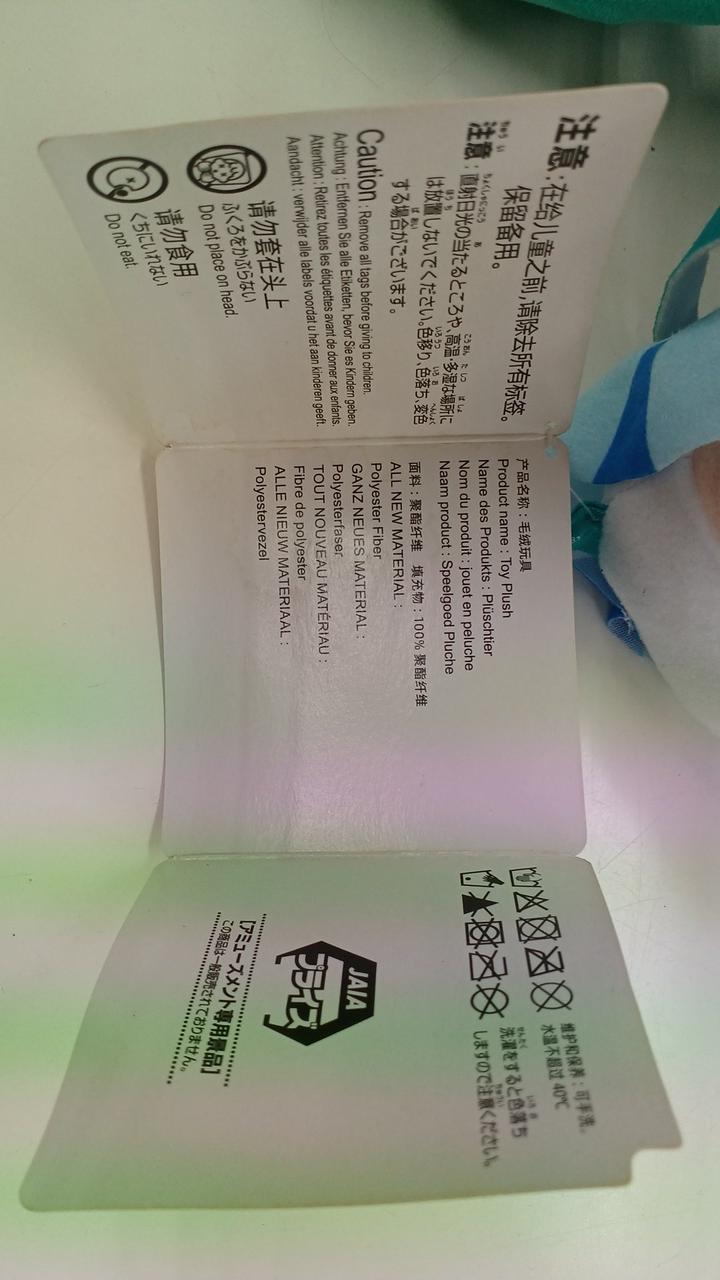 注意:在给儿童之前,请除去所有标签。
保留备用。
注意:直射日光の当たるところや、高温・多湿な場所に
は放置しないでください。色移り、色落ち、変色
する場合がございます。
Caution : Remove all tags before giving to children.
Achtung : Entfernen Sie alle Etiketten, bevor Sie es Kindern geben.
Attention : Retirez toutes les étiquettes avant de donner aux enfants.
Aandacht : verwijder alle labels voordat u het aan kinderen geeft.
请勿套在头上
ふくろをかぶらない
Do not place on head.
请勿食用
くちにいれない
Do not eat.
产品名称 : 毛绒玩具
Product name : Toy Plush
Name des Produkts : Plüschtier
Nom du produit : jouet en peluche
Naam product : Speelgoed Pluche
面料 : 聚酯纤维 填充物 : 100% 聚酯纤维
ALL NEW MATERIAL :
Polyester Fiber
GANZ NEUES MATERIAL :
Polyesterfaser
TOUT NOUVEAU MATÉRIAU :
Fibre de polyester
ALLE NIEUW MATERIAAL :
Polyestervezel
维护和保养 : 可手洗。
水温不超过 40℃
洗濯をすると色落ち
しますので注意ください。
JAIA
プライズ
[アミューズメント専用景品]
この商品は一般販売されておりません。